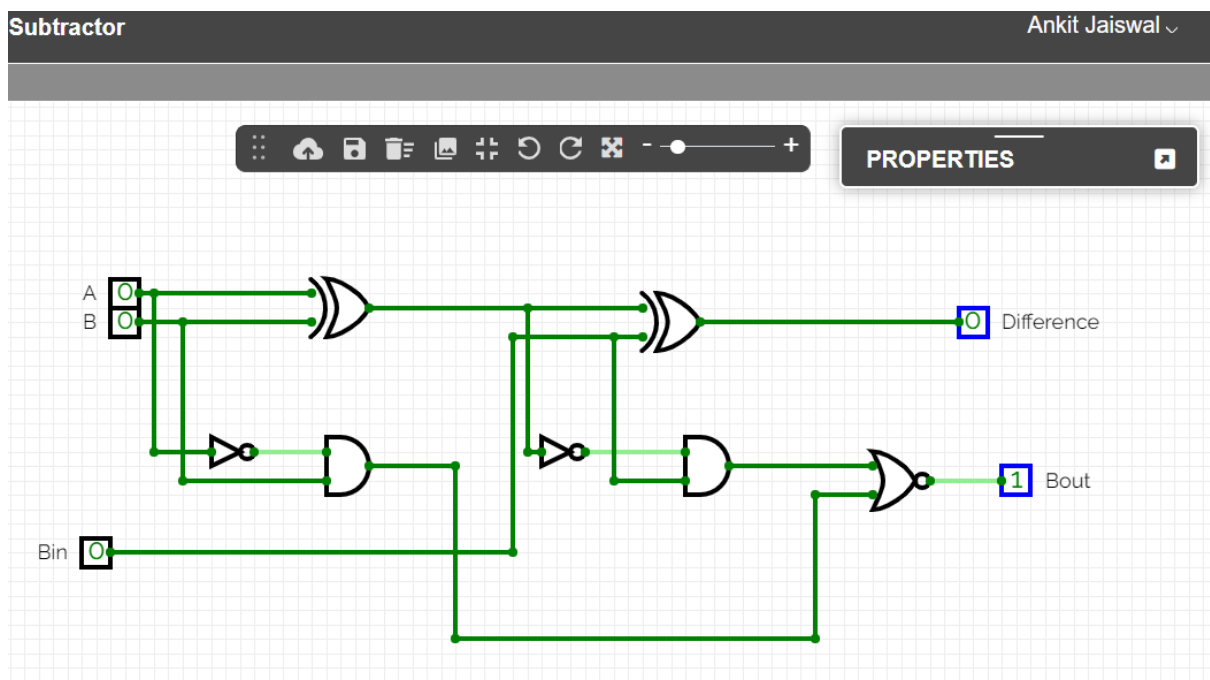 Subtractor
Ankit Jaiswal
PROPERTIES
A 0
B 0
0 Difference
1 Bout
Bin 0